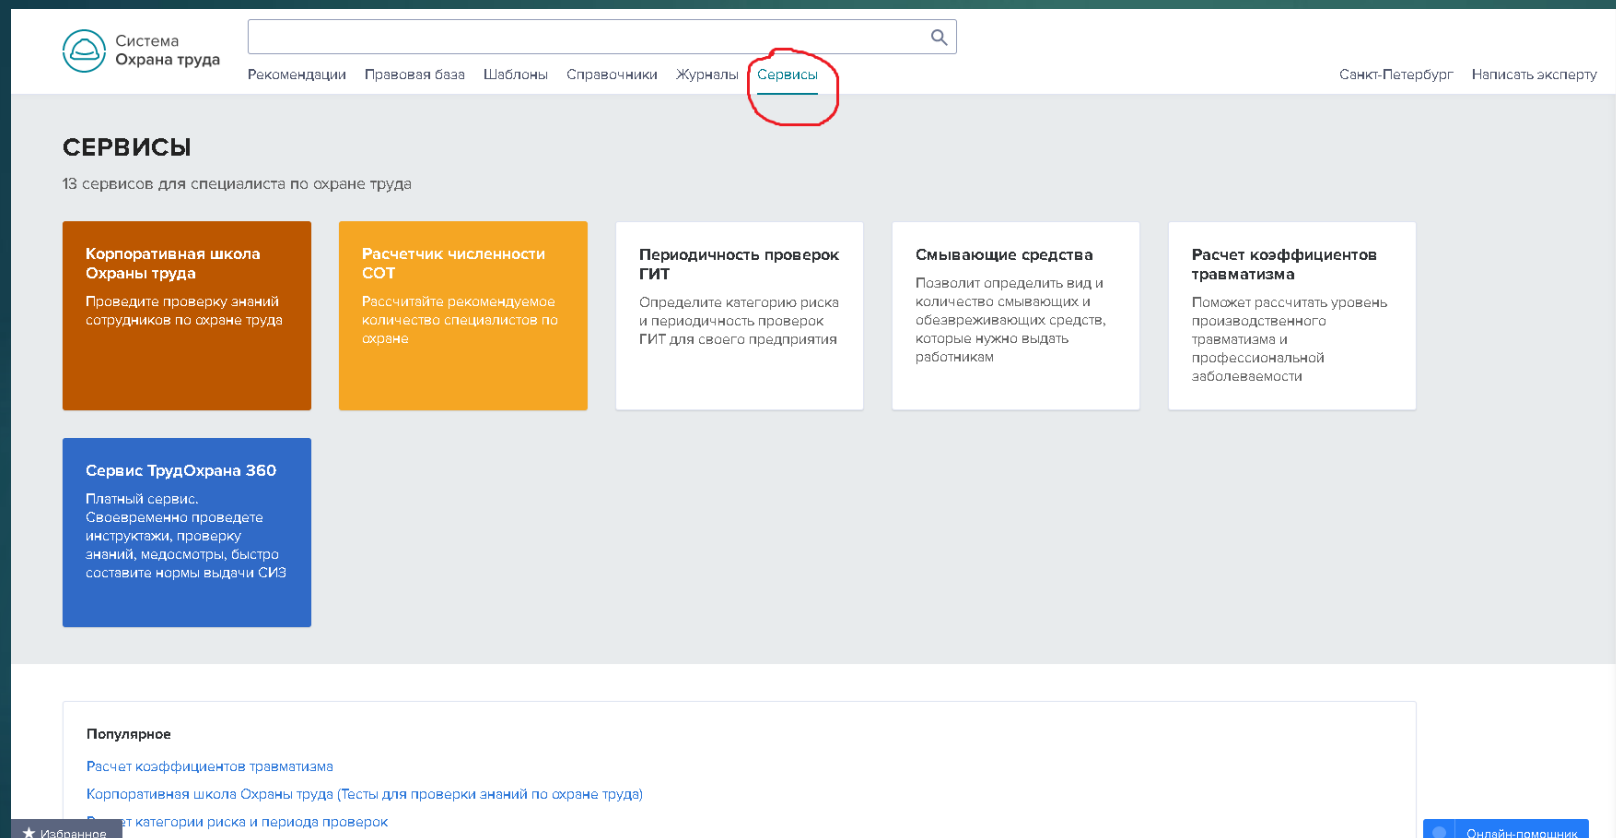 Система
Охрана труда
Рекомендации Правовая база Шаблоны Справочники Журналы Сервисы Санкт-Петербург Написать эксперту
СЕРВИСЫ
13 сервисов для специалиста по охране труда
Корпоративная школа
Охраны труда
Проведите проверку знаний
сотрудников по охране труда
Расчетчик численности
СОТ
Рассчитайте рекомендуемое
количество специалистов по
охране
Периодичность проверок
ГИТ
Определите категорию риска
и периодичность проверок
ГИТ для своего предприятия
Смывающие средства
Позволит определить вид и
количество смывающих и
обезвреживающих средств,
которые нужно выдать
работникам
Расчет коэффициентов
травматизма
Поможет рассчитать уровень
производственного
травматизма и
профессиональной
заболеваемости
Сервис ТрудОхрана 360
Платный сервис.
Своевременно проведете
инструктажи, проверку
знаний, медосмотры, быстро
составите нормы выдачи СИЗ
Популярное
Расчет коэффициентов травматизма
Корпоративная школа Охраны труда (Тесты для проверки знаний по охране труда)
категории риска и периода проверок
Избранное
Онлайн-помощник